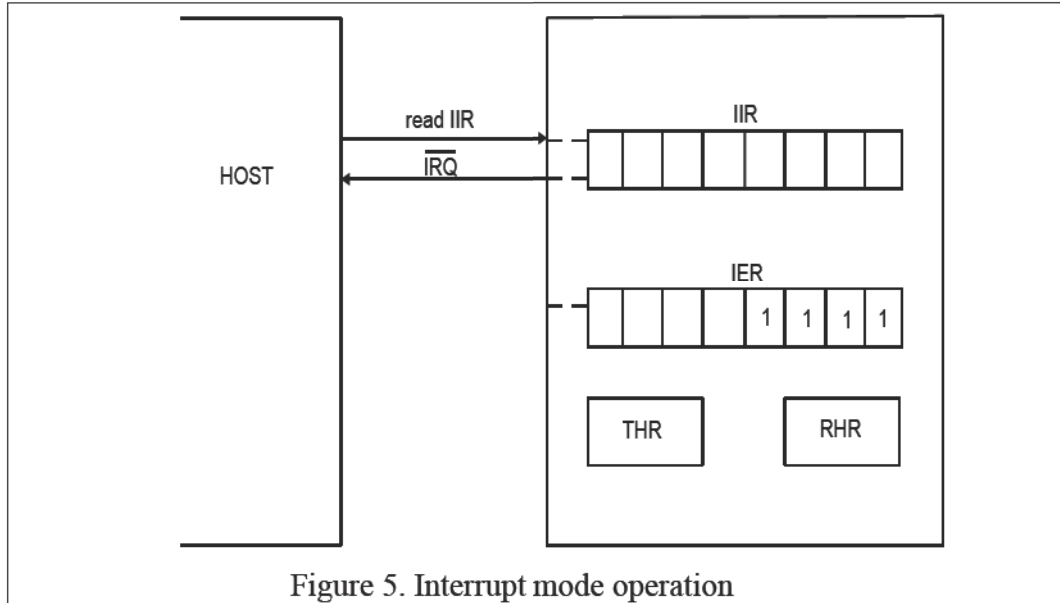 read IIR
IIR
HOST
IRQ
IER
1 1 1 1
THR RHR
Figure 5. Interrupt mode operation